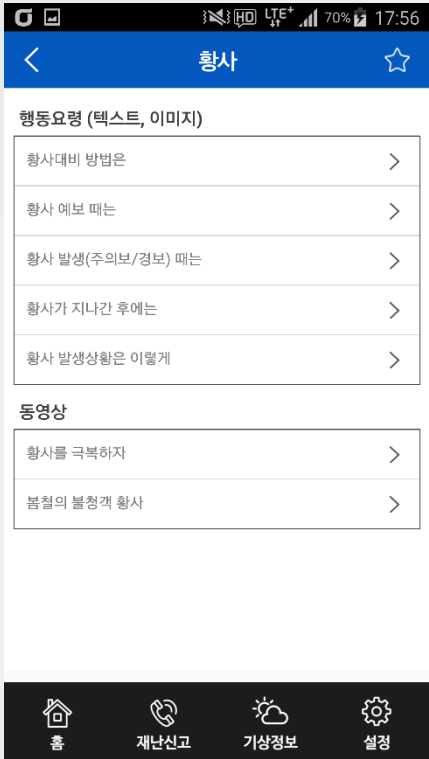 HD LTE+ 70% 17:56
황사
행동요령 (텍스트, 이미지)
황사대비 방법은
황사 예보 때는
황사 발생(주의보/경보) 때는
황사가 지나간 후에는
황사 발생상황은 이렇게
동영상
황사를 극복하자
봄철의 불청객 황사
홈 재난신고 기상정보 설정